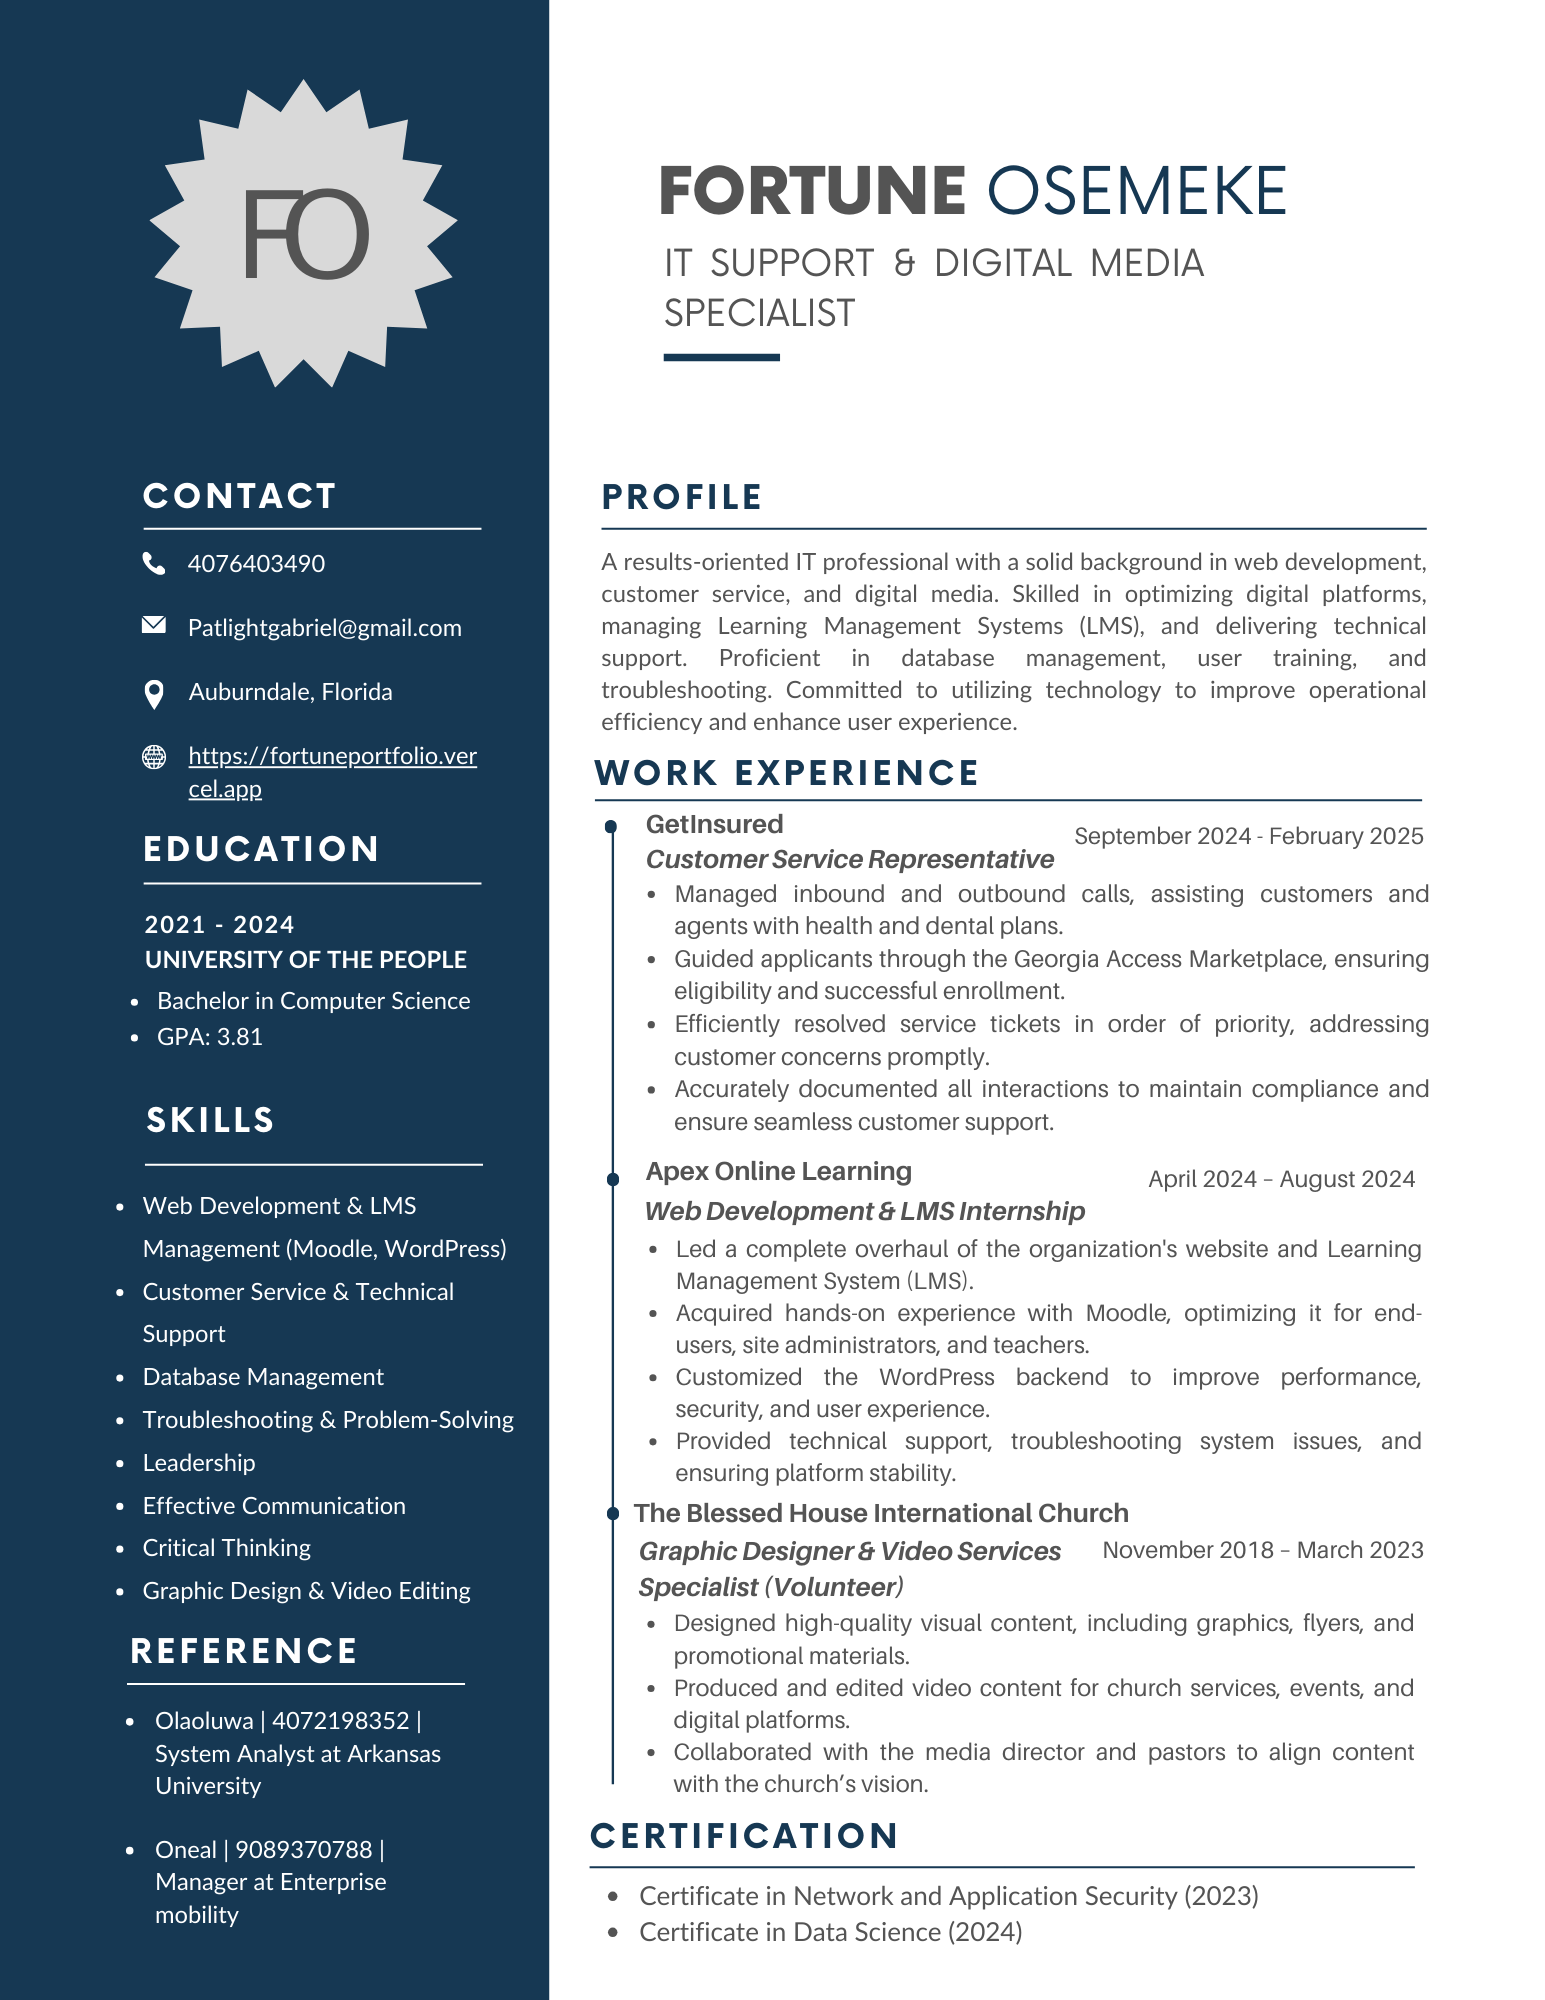 FO
FORTUNE OSEMEKE
IT SUPPORT & DIGITAL MEDIA
SPECIALIST
CONTACT
4076403490
Patlightgabriel@gmail.com
Auburndale, Florida
https://fortuneportfolio.ver
cel.app
EDUCATION
2021 - 2024
UNIVERSITY OF THE PEOPLE
• Bachelor in Computer Science
• GPA: 3.81
SKILLS
• Web Development & LMS
Management (Moodle, WordPress)
• Customer Service & Technical
Support
• Database Management
• Troubleshooting & Problem-Solving
• Leadership
• Effective Communication
• Critical Thinking
• Graphic Design & Video Editing
REFERENCE
• Olaoluwa | 4072198352 |
System Analyst at Arkansas
University
• Oneal | 9089370788 |
Manager at Enterprise
mobility
PROFILE
A results-oriented IT professional with a solid background in web development,
customer service, and digital media. Skilled in optimizing digital platforms,
managing Learning Management Systems (LMS), and delivering technical
support. Proficient in database management, user training, and
troubleshooting. Committed to utilizing technology to improve operational
efficiency and enhance user experience.
WORK EXPERIENCE
GetInsured
September 2024 - February 2025
Customer Service Representative
• Managed inbound and outbound calls, assisting customers and
agents with health and dental plans.
• Guided applicants through the Georgia Access Marketplace, ensuring
eligibility and successful enrollment.
• Efficiently resolved service tickets in order of priority, addressing
customer concerns promptly.
• Accurately documented all interactions to maintain compliance and
ensure seamless customer support.
Apex Online Learning
April 2024 – August 2024
Web Development & LMS Internship
• Led a complete overhaul of the organization's website and Learning
Management System (LMS).
• Acquired hands-on experience with Moodle, optimizing it for end-
users, site administrators, and teachers.
• Customized the WordPress backend to improve performance,
security, and user experience.
• Provided technical support, troubleshooting system issues, and
ensuring platform stability.
The Blessed House International Church
Graphic Designer & Video Services
November 2018 – March 2023
Specialist (Volunteer)
• Designed high-quality visual content, including graphics, flyers, and
promotional materials.
• Produced and edited video content for church services, events, and
digital platforms.
• Collaborated with the media director and pastors to align content
with the church’s vision.
CERTIFICATION
• Certificate in Network and Application Security (2023)
• Certificate in Data Science (2024)